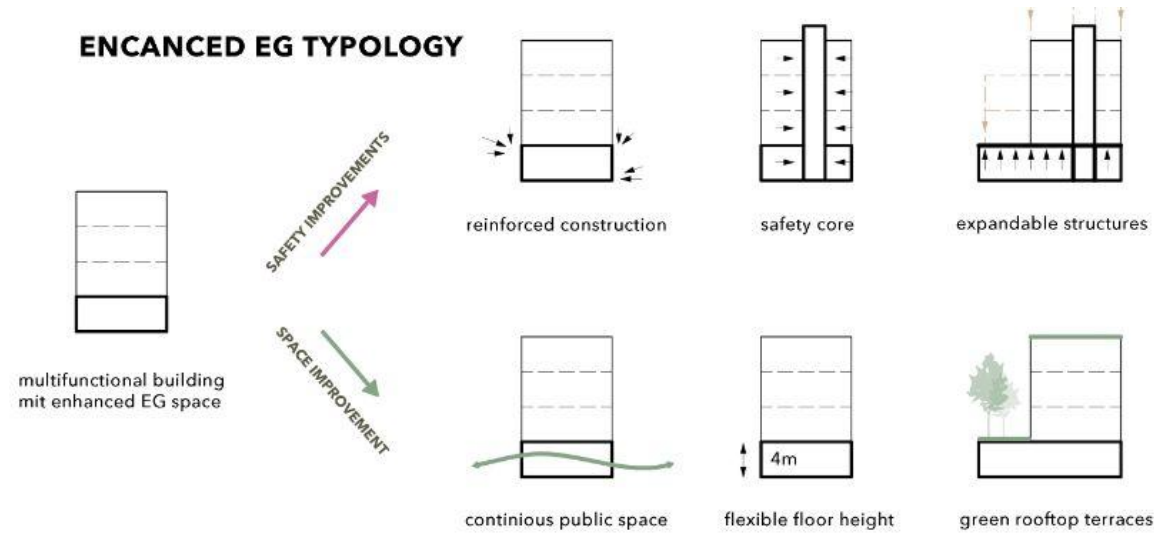 ENCANCED EG TYPOLOGY
multifunctional building
mit enhanced EG space
SAFETY IMPROVEMENTS
reinforced construction
safety core
expandable structures
SPACE IMPROVEMENT
continious public space
4m
flexible floor height
green rooftop terraces